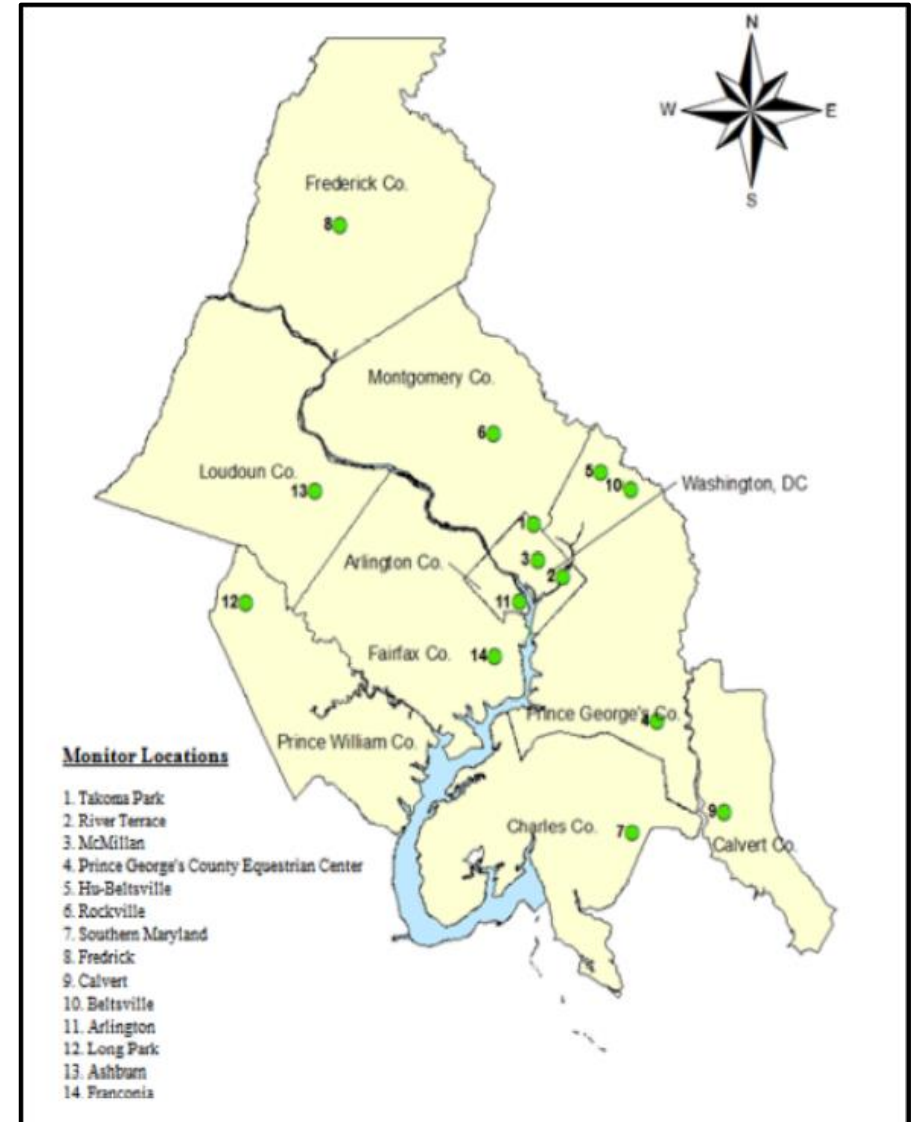 N
W
E
S
Frederick Co.
8
Montgomery Co.
6
Loudoun Co.
13
5
10
Washington, DC
1
3
2
Arlington Co.
11
12
Fairfax Co.
14
Prince George's Co.
4
Prince William Co.
Charles Co.
7
9
Calvert Co.
Monitor Locations
1. Takoma Park
2. River Terrace
3. McMillan
4. Prince George's County Equestrian Center
5. Hu-Beltsville
6. Rockville
7. Southern Maryland
8. Fredrick
9. Calvert
10. Beltsville
11. Arlington
12. Long Park
13. Ashburn
14. Franconia